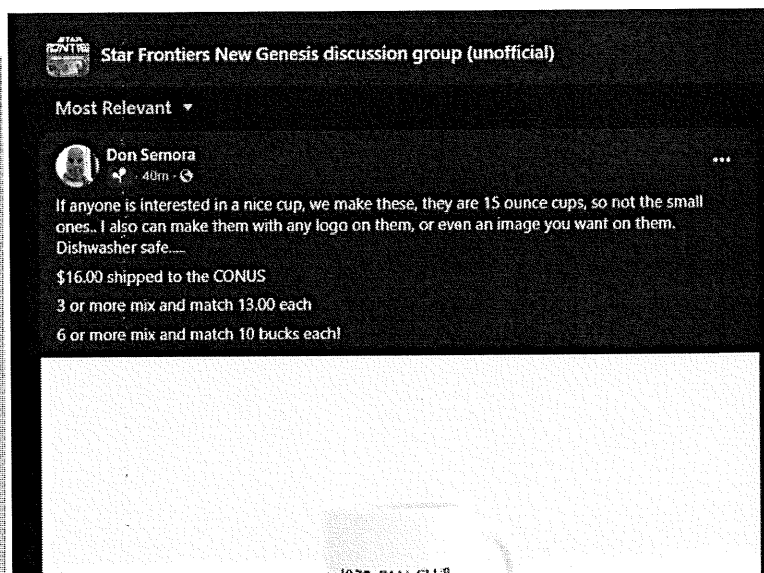 STAR
Star Frontiers New Genesis discussion group (unofficial)
Most Relevant
Don Semora
40m
If anyone is interested in a nice cup, we make these, they are 15 ounce cups, so not the small
ones.. I also can make them with any logo on them, or even an image you want on them.
Dishwasher safe....
$16.00 shipped to the CONUS
3 or more mix and match 13.00 each
6 or more mix and match 10 bucks each!